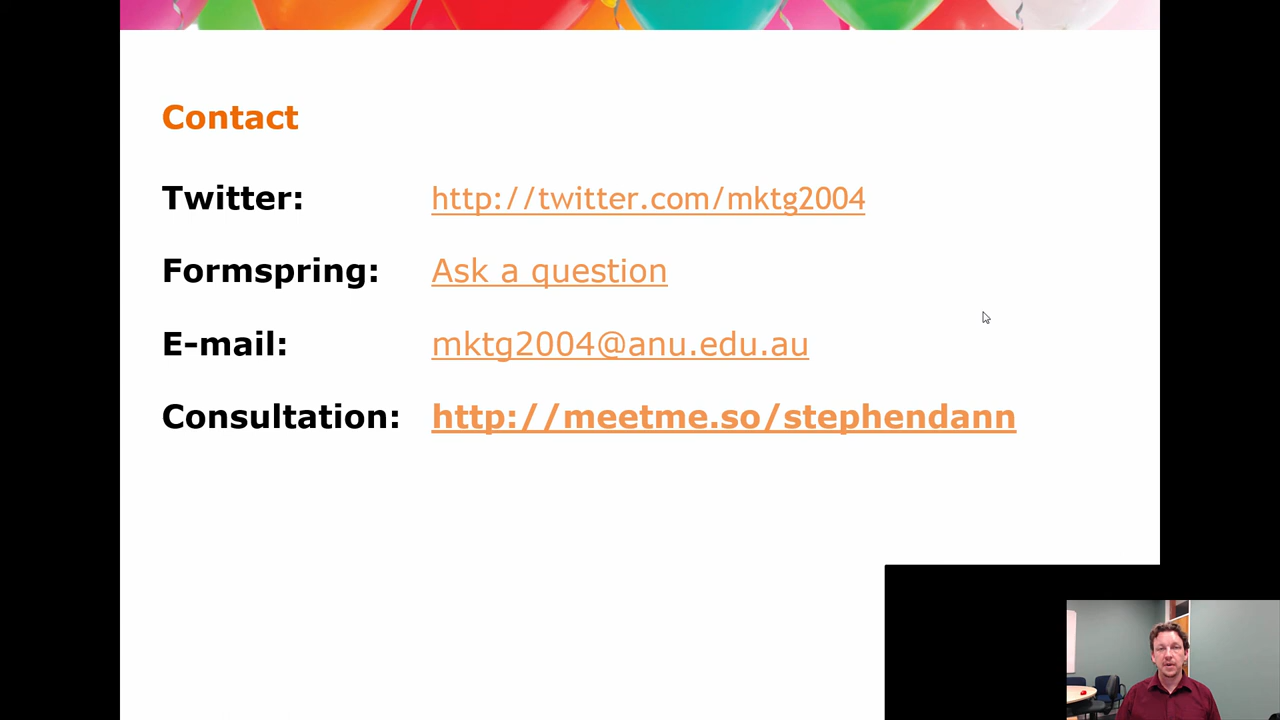 Contact
Twitter: http://twitter.com/mktg2004
Formspring: Ask a question
E-mail: mktg2004@anu.edu.au
Consultation: http://meetme.so/stephendann